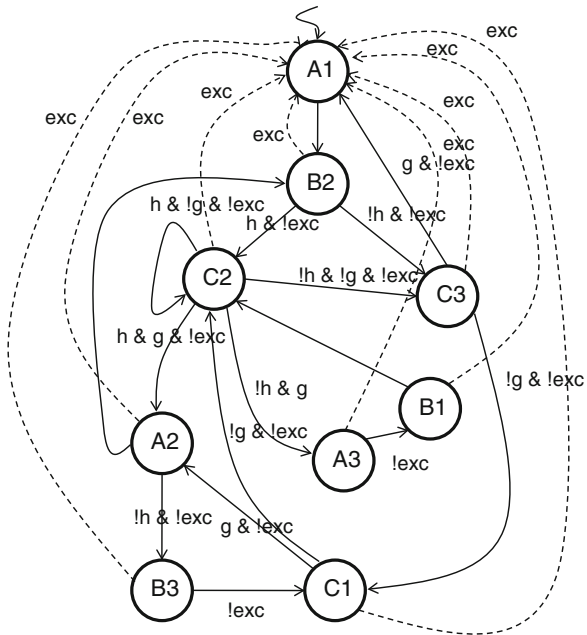 exc
exc
A1
exc
exc
exc
exc
exc
exc
g & !exc
B2
h & !g & !exc
h & !exc
!h & !exc
C2
!h & !g & !exc
C3
h & g & !exc
!h & g
!g & !exc
B1
A2
!g & !exc
A3
!exc
!h & !exc
g & !exc
B3
C1
!exc